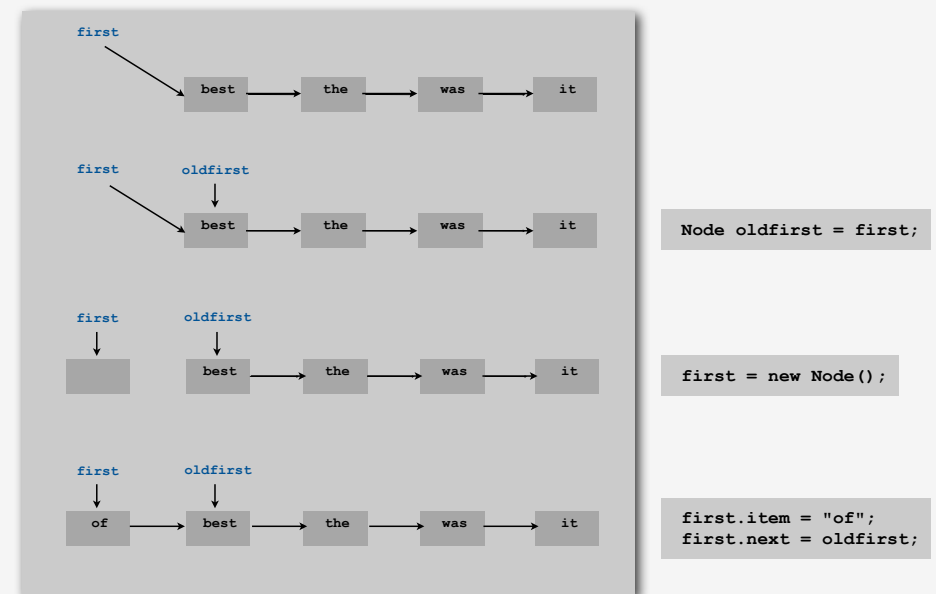 first
best the was it
first oldfirst
best the was it
Node oldfirst = first;
first oldfirst
best the was it
first = new Node();
first oldfirst
of best the was it
first.item = "of";
first.next = oldfirst;